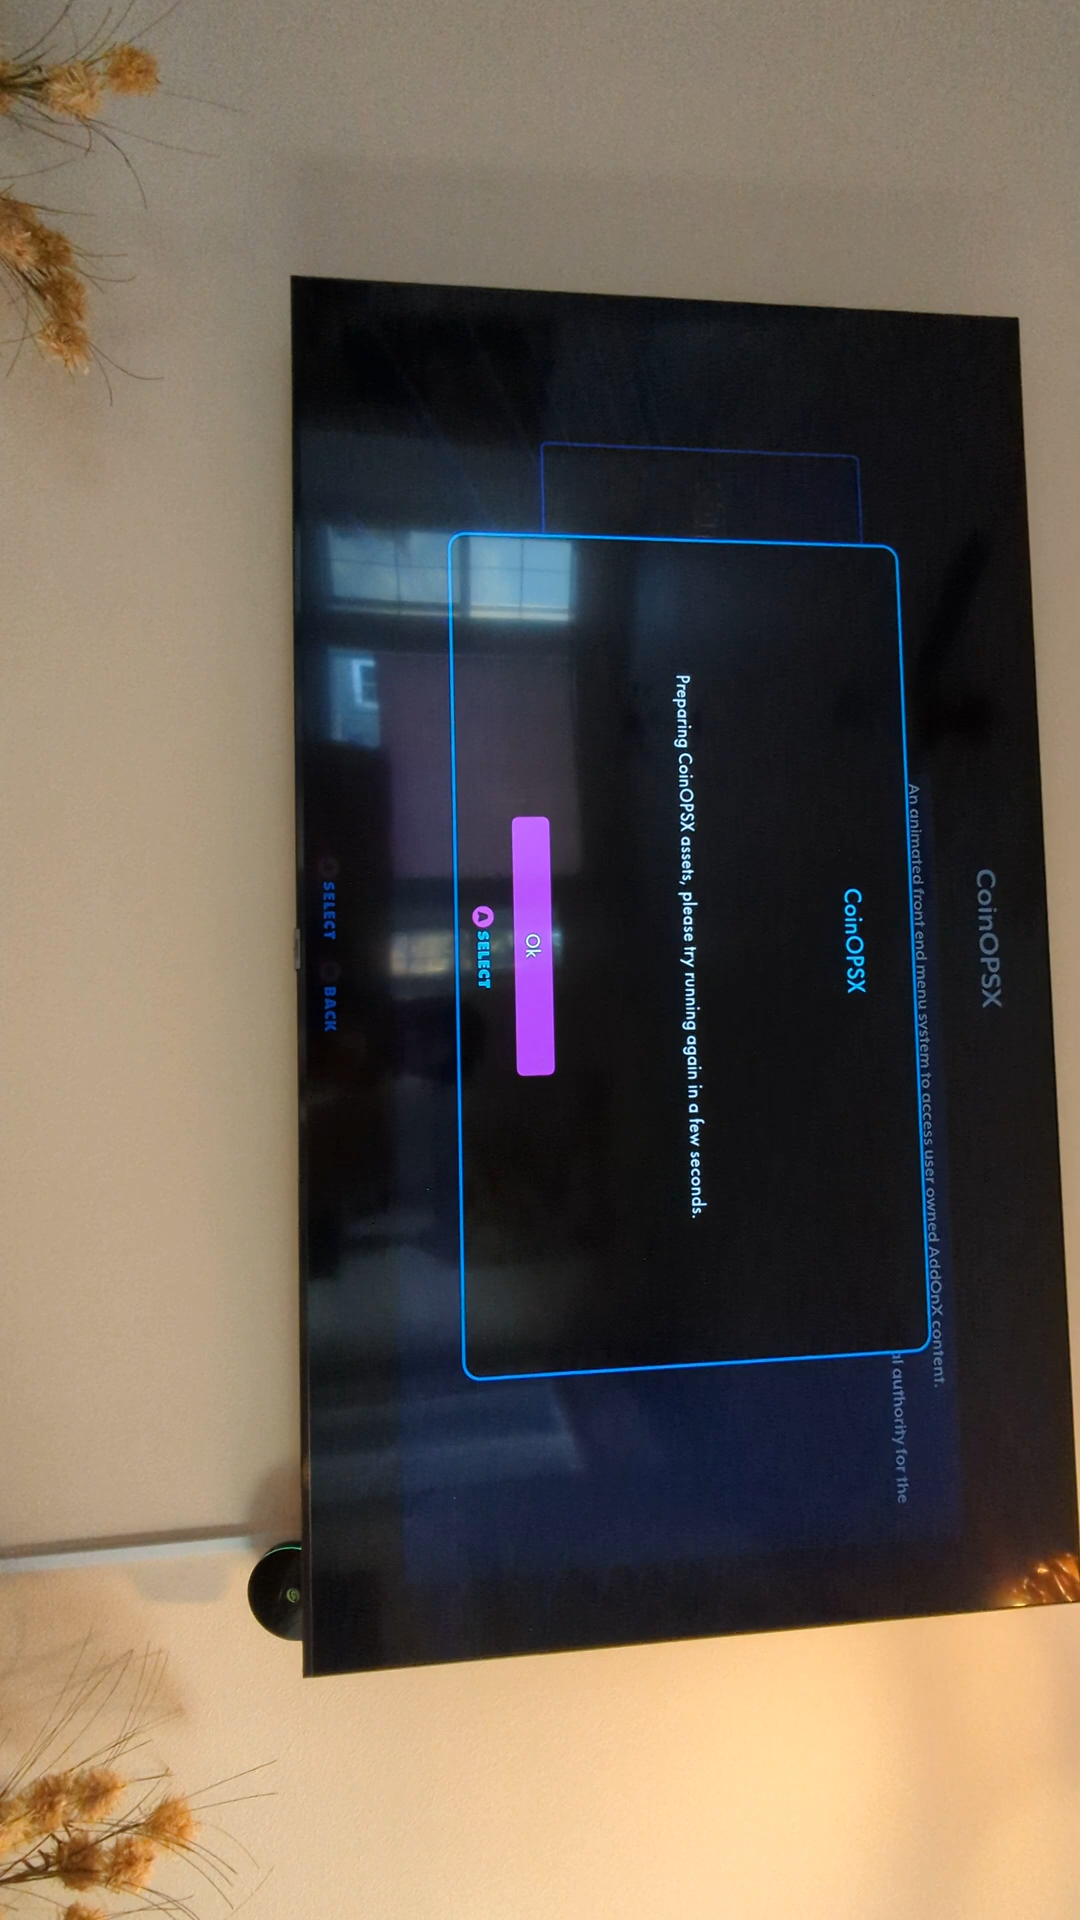 CoinOPSX
An animated front end menu system to access user owned AddOnX content.
al authority for the
CoinOPSX
Preparing CoinOPSX assets, please try running again in a few seconds.
Ok
A SELECT
SELECT BACK